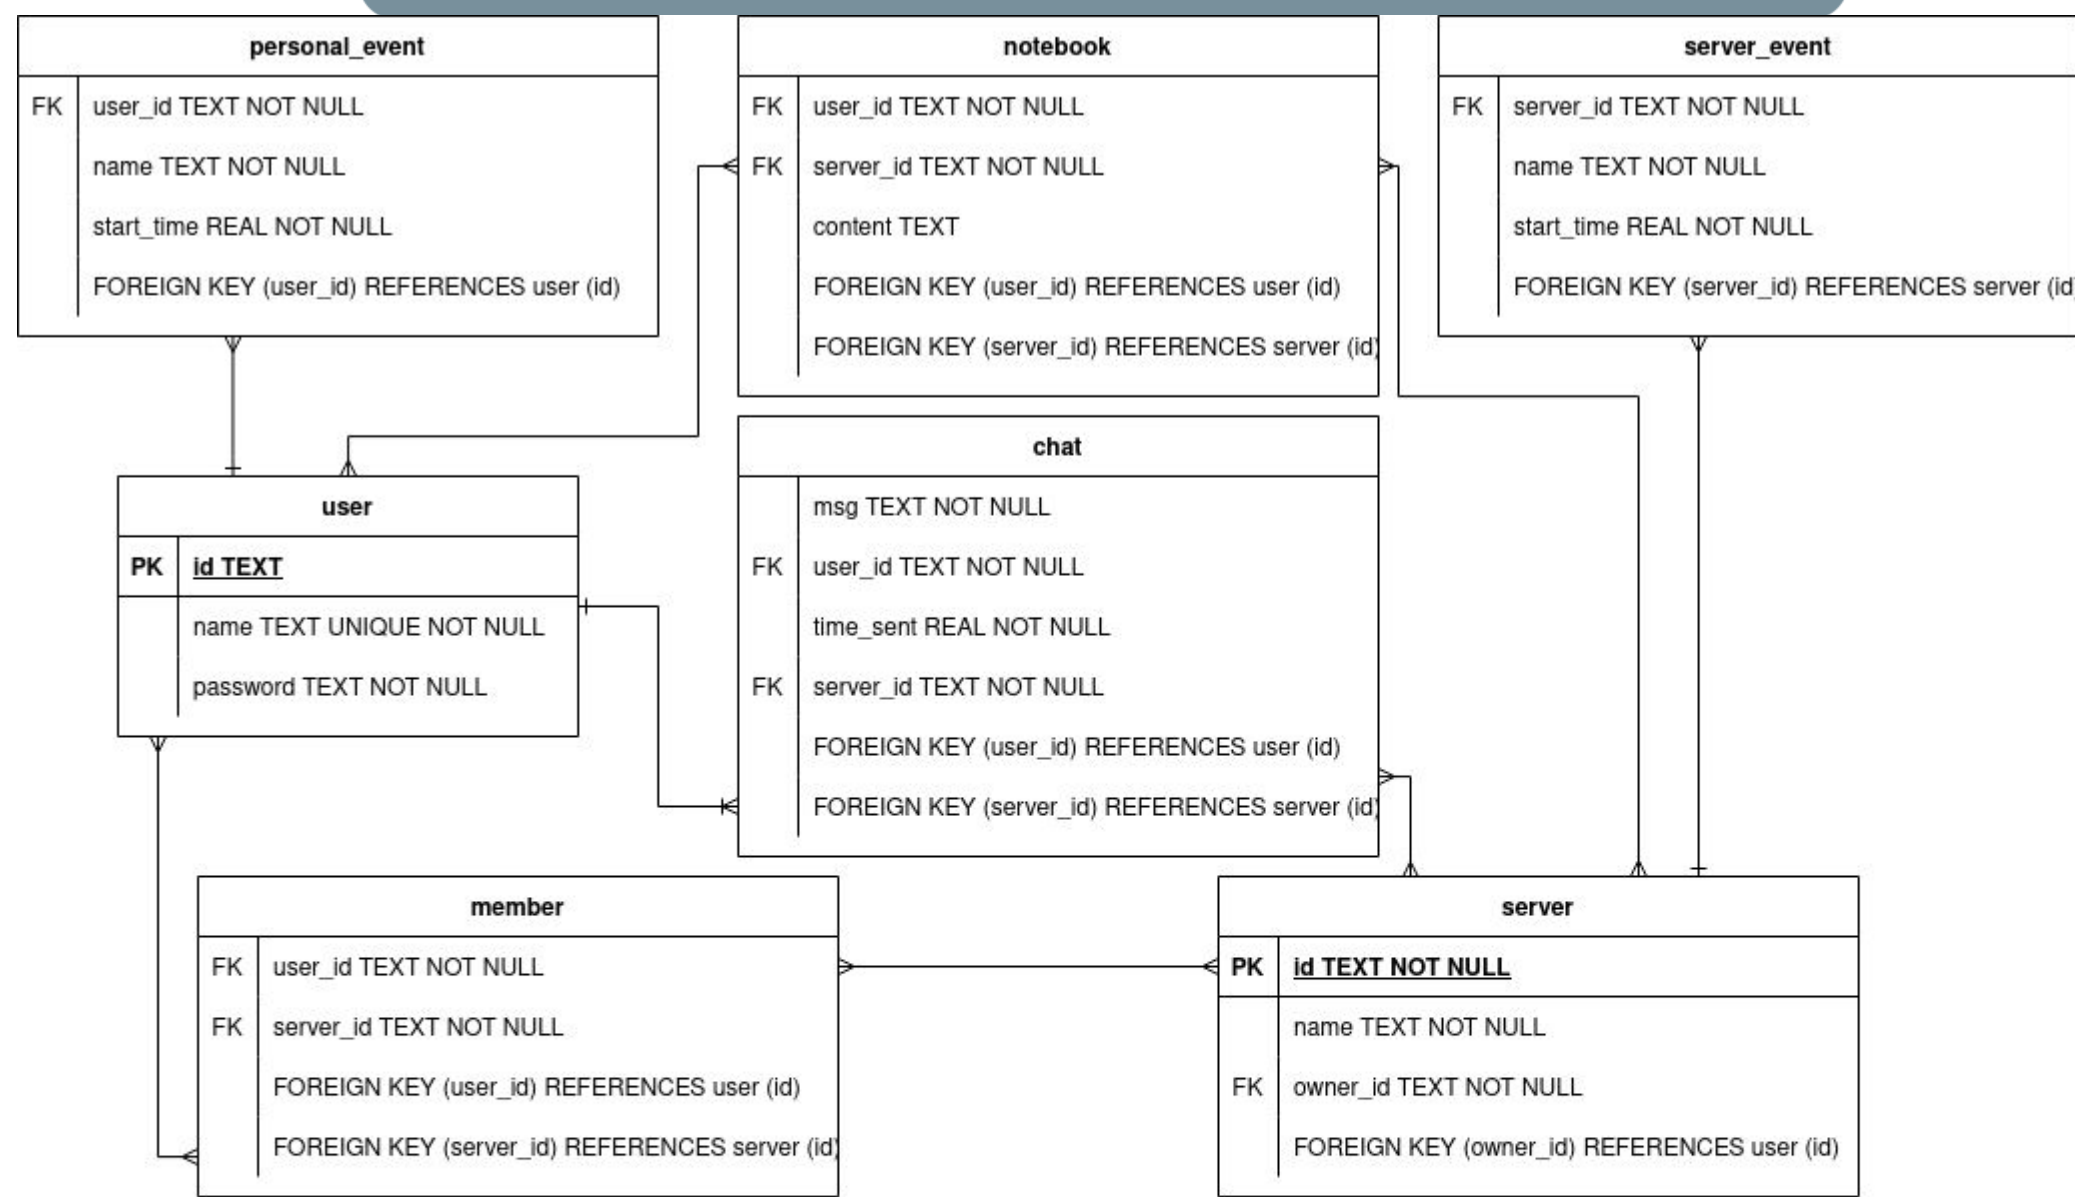 personal_event
FK user_id TEXT NOT NULL
name TEXT NOT NULL
start_time REAL NOT NULL
FOREIGN KEY (user_id) REFERENCES user (id)
notebook
FK user_id TEXT NOT NULL
FK server_id TEXT NOT NULL
content TEXT
FOREIGN KEY (user_id) REFERENCES user (id)
FOREIGN KEY (server_id) REFERENCES server (id)
server_event
FK server_id TEXT NOT NULL
name TEXT NOT NULL
start_time REAL NOT NULL
FOREIGN KEY (server_id) REFERENCES server (id)
user
PK id TEXT
name TEXT UNIQUE NOT NULL
password TEXT NOT NULL
chat
msg TEXT NOT NULL
FK user_id TEXT NOT NULL
time_sent REAL NOT NULL
FK server_id TEXT NOT NULL
FOREIGN KEY (user_id) REFERENCES user (id)
FOREIGN KEY (server_id) REFERENCES server (id)
member
FK user_id TEXT NOT NULL
FK server_id TEXT NOT NULL
FOREIGN KEY (user_id) REFERENCES user (id)
FOREIGN KEY (server_id) REFERENCES server (id)
server
PK id TEXT NOT NULL
name TEXT NOT NULL
FK owner_id TEXT NOT NULL
FOREIGN KEY (owner_id) REFERENCES user (id)